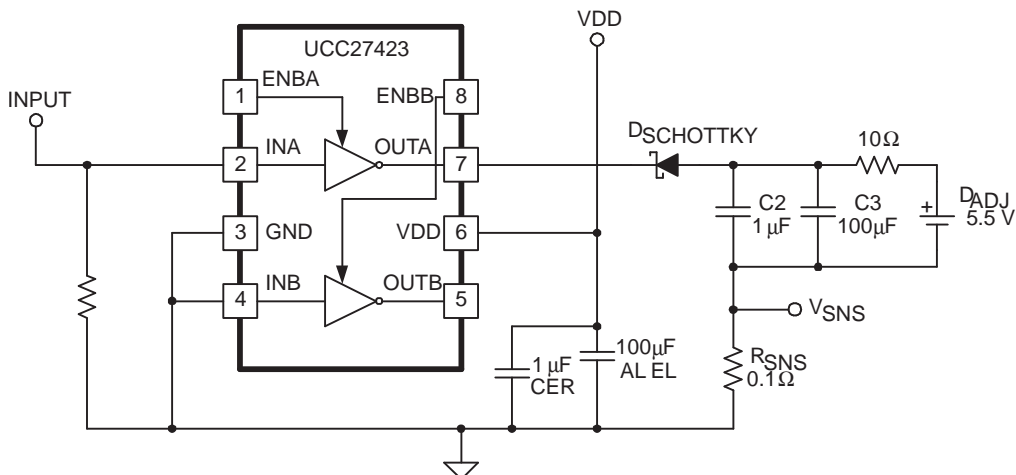 VDD
UCC27423
INPUT
1
ENBA
ENBB
8
DSCHOTTKY
10Ω
2
INA
OUTA
7
C2
1 µF
C3
100µF
DADJ
+
5.5 V
3
GND
VDD
6
4
INB
OUTB
5
VSNS
1 µF
CER
100µF
AL EL
RSNS
0.1Ω